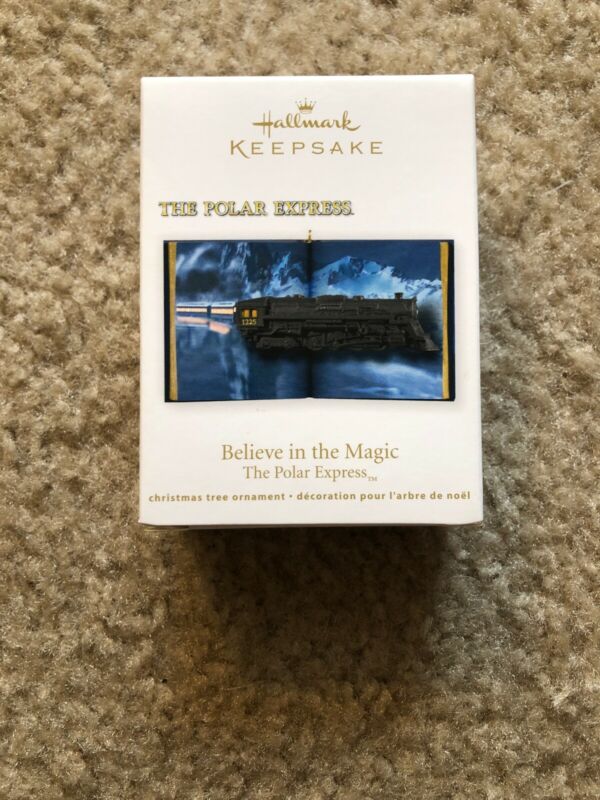 Hallmark
KEEPSAKE
THE POLAR EXPRESS
1225
Believe in the Magic
The Polar Express™
christmas tree ornament • décoration pour l'arbre de noël